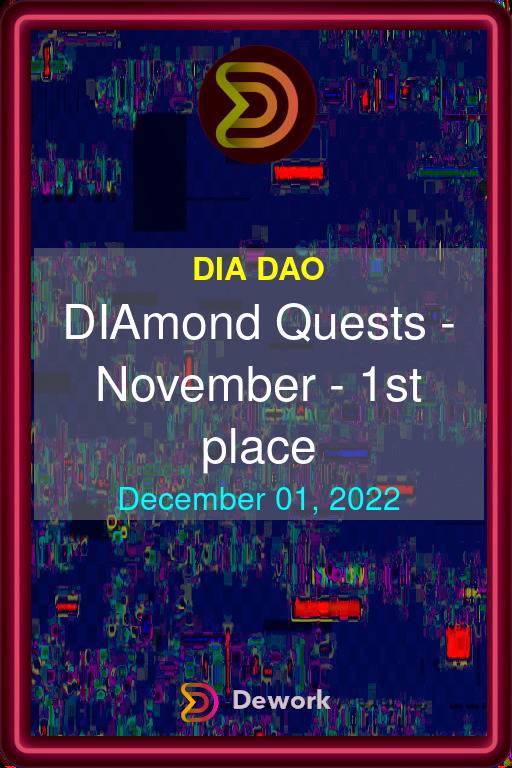 DIA DAO
DIAmond Quests -
November - 1st
place
December 01, 2022
Dework